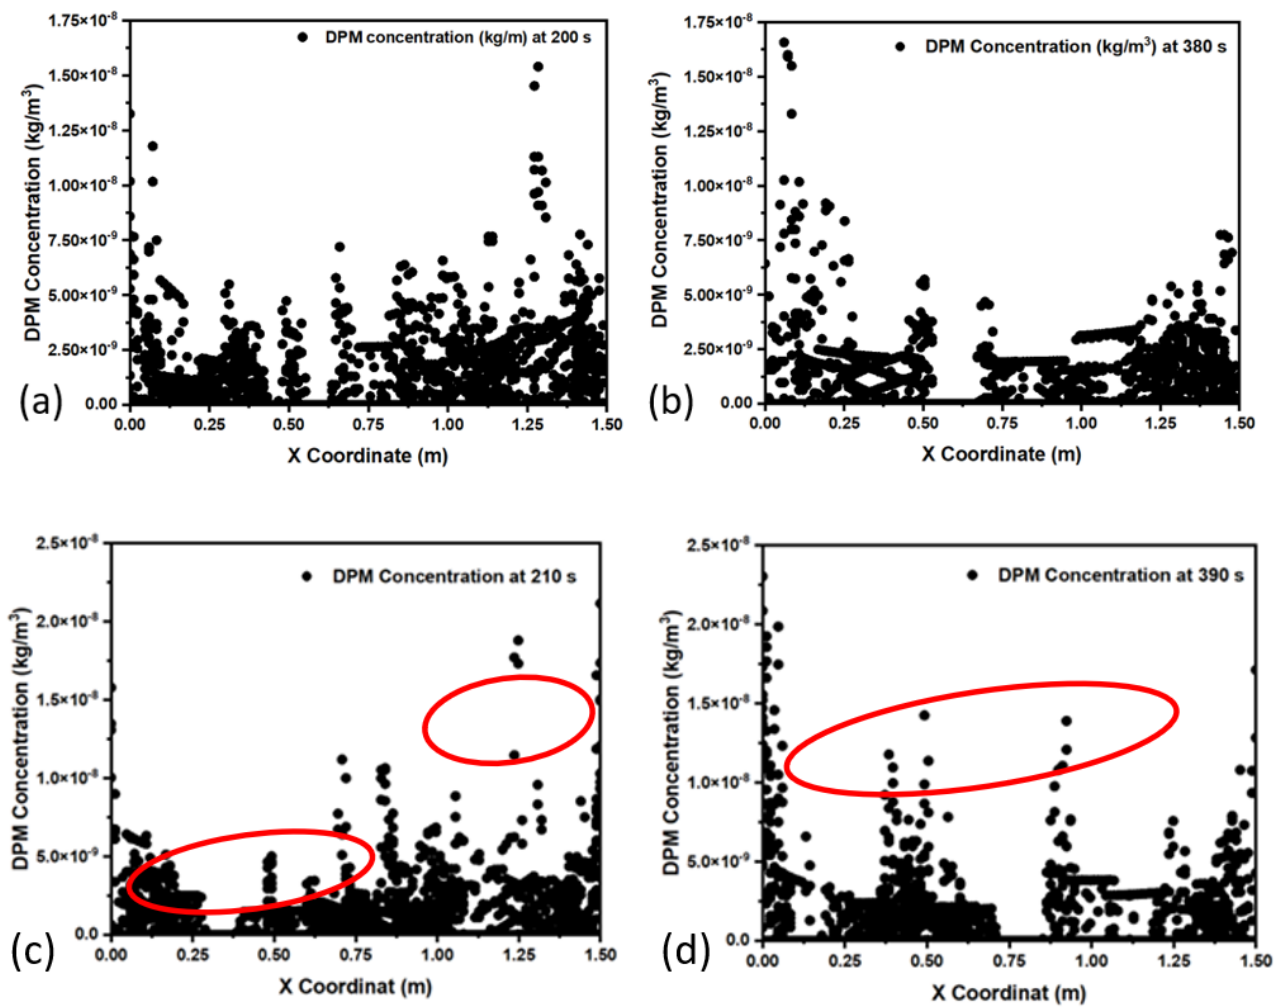 1.75×10⁻⁸
1.50×10⁻⁸
1.25×10⁻⁸
1.00×10⁻⁸
7.50×10⁻⁹
5.00×10⁻⁹
2.50×10⁻⁹
0.00
DPM Concentration (kg/m³)
DPM concentration (kg/m) at 200 s
0.00 0.25 0.50 0.75 1.00 1.25 1.50
X Coordinate (m)
(a)
1.75×10⁻⁸
1.50×10⁻⁸
1.25×10⁻⁸
1.00×10⁻⁸
7.50×10⁻⁹
5.00×10⁻⁹
2.50×10⁻⁹
0.00
DPM Concentration (kg/m³)
DPM Concentration (kg/m³) at 380 s
0.00 0.25 0.50 0.75 1.00 1.25 1.50
X Coordinate (m)
(b)
2.5×10⁻⁸
2.0×10⁻⁸
1.5×10⁻⁸
1.0×10⁻⁸
5.0×10⁻⁹
0.0
DPM Concentration (kg/m³)
DPM Concentration at 210 s
0.00 0.25 0.50 0.75 1.00 1.25 1.50
X Coordinat (m)
(c)
2.5×10⁻⁸
2.0×10⁻⁸
1.5×10⁻⁸
1.0×10⁻⁸
5.0×10⁻⁹
0.0
DPM Concentration (kg/m³)
DPM Concentration at 390 s
0.00 0.25 0.50 0.75 1.00 1.25 1.50
X Coordinat (m)
(d)